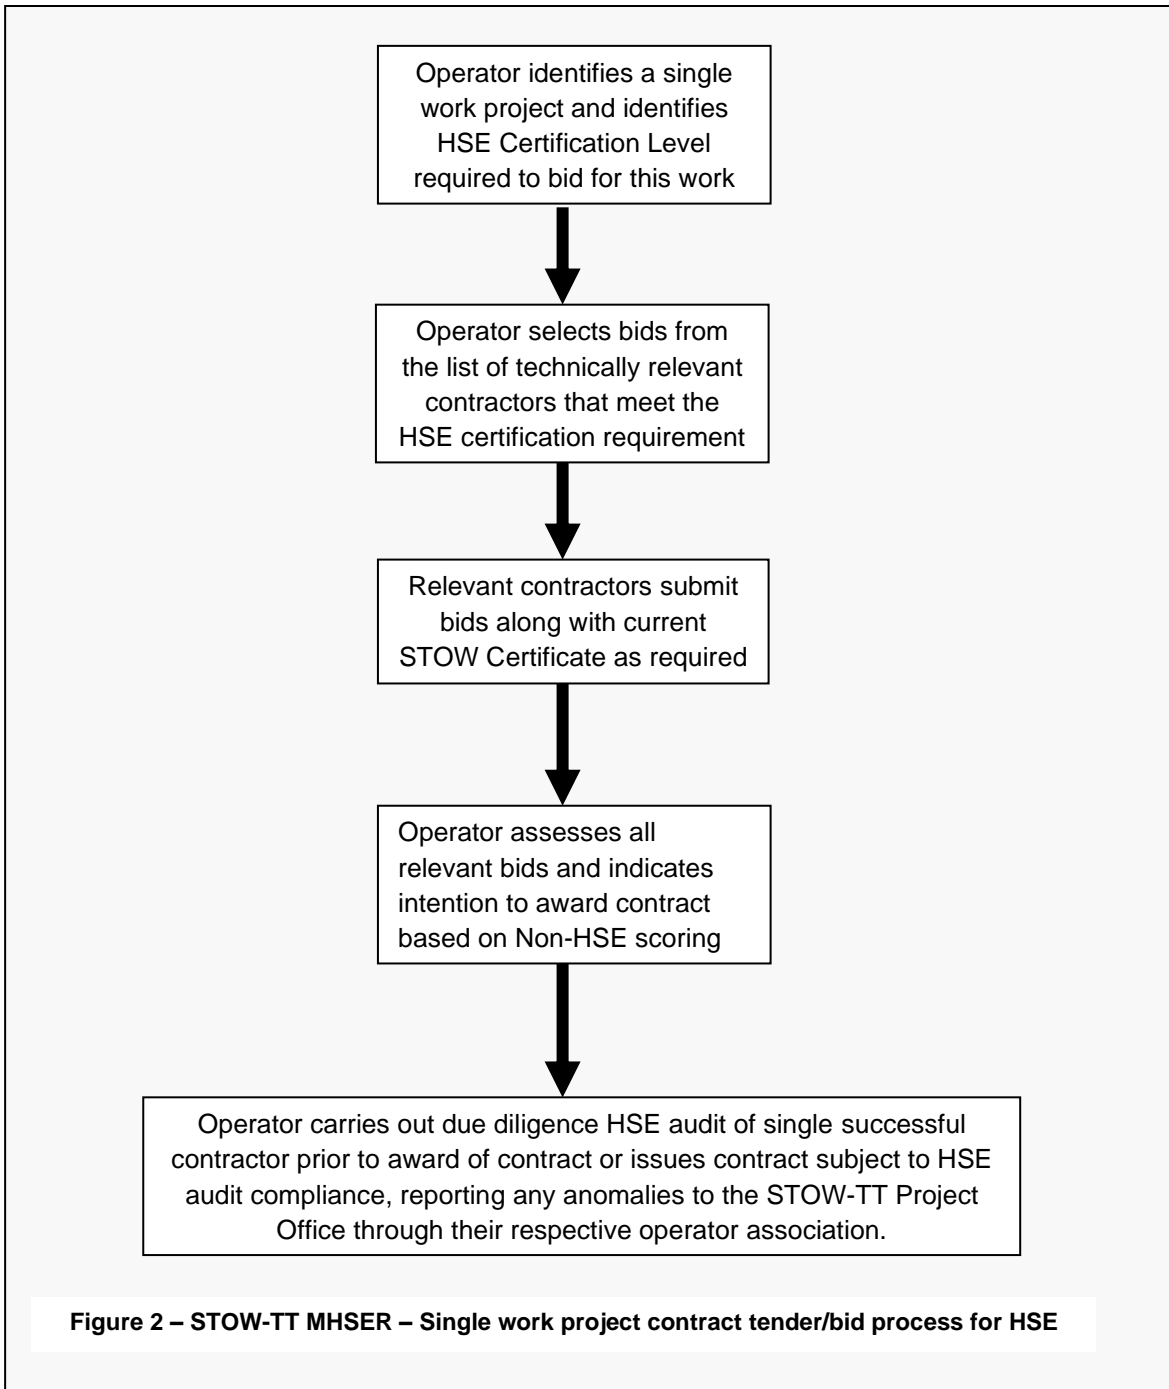 Operator identifies a single
work project and identifies
HSE Certification Level
required to bid for this work
Operator selects bids from
the list of technically relevant
contractors that meet the
HSE certification requirement
Relevant contractors submit
bids along with current
STOW Certificate as required
Operator assesses all
relevant bids and indicates
intention to award contract
based on Non-HSE scoring
Operator carries out due diligence HSE audit of single successful
contractor prior to award of contract or issues contract subject to HSE
audit compliance, reporting any anomalies to the STOW-TT Project
Office through their respective operator association.
Figure 2 – STOW-TT MHSER – Single work project contract tender/bid process for HSE